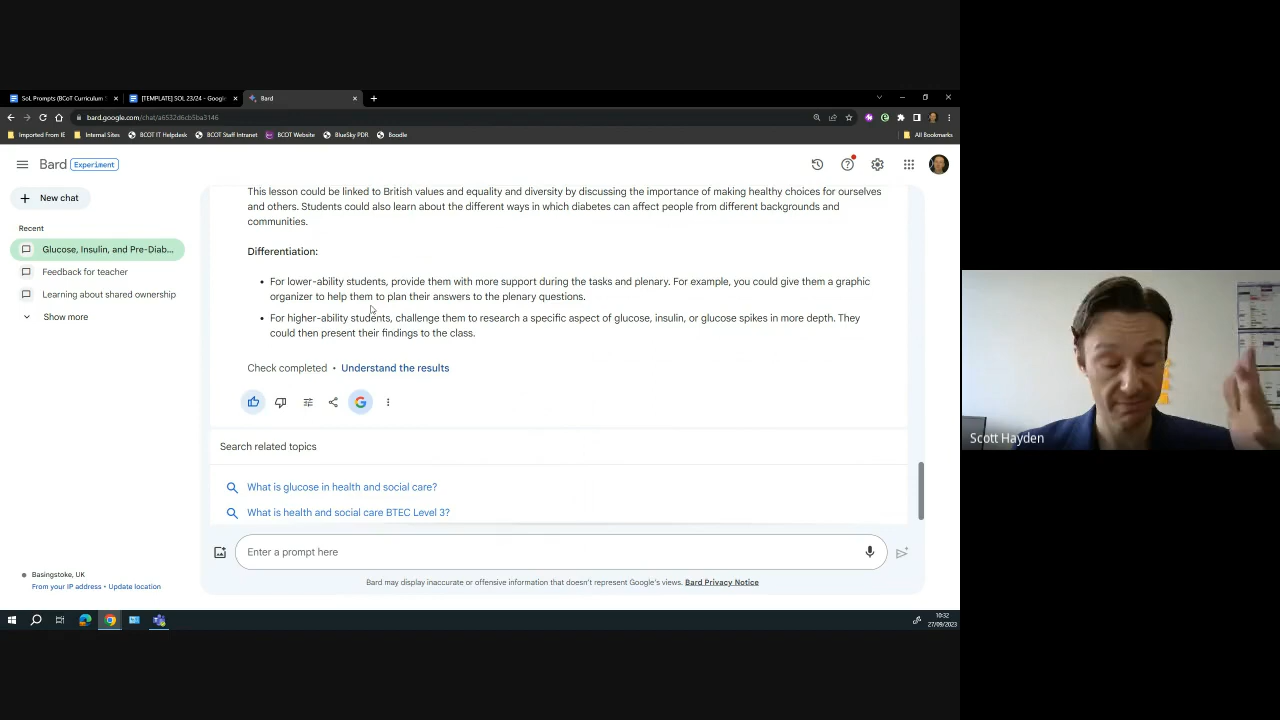 SoL Prompts (BCoT Curriculum
[TEMPLATE] SOL 23/24 - Google
Bard
bard.google.com/chat/a6532d6cb5ba3146
Imported From IE
Internal Sites
BCOT IT Helpdesk
BCOT Staff Intranet
BCOT Website
BlueSky PDR
Boodle
All Bookmarks
Bard Experiment
New chat
Recent
Glucose, Insulin, and Pre-Diab...
Feedback for teacher
Learning about shared ownership
Show more
This lesson could be linked to British values and equality and diversity by discussing the importance of making healthy choices for ourselves
and others. Students could also learn about the different ways in which diabetes can affect people from different backgrounds and
communities.
Differentiation:
For lower-ability students, provide them with more support during the tasks and plenary. For example, you could give them a graphic
organizer to help them to plan their answers to the plenary questions.
For higher-ability students, challenge them to research a specific aspect of glucose, insulin, or glucose spikes in more depth. They
could then present their findings to the class.
Check completed • Understand the results
Search related topics
What is glucose in health and social care?
What is health and social care BTEC Level 3?
Enter a prompt here
Bard may display inaccurate or offensive information that doesn't represent Google's views. Bard Privacy Notice
Basingstoke, UK
From your IP address • Update location
10:32
27/09/2023
Scott Hayden